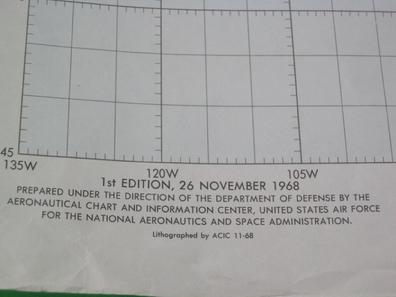 45
135W 120W 105W
1st EDITION, 26 NOVEMBER 1968
PREPARED UNDER THE DIRECTION OF THE DEPARTMENT OF DEFENSE BY THE
AERONAUTICAL CHART AND INFORMATION CENTER, UNITED STATES AIR FORCE
FOR THE NATIONAL AERONAUTICS AND SPACE ADMINISTRATION.
Lithographed by ACIC 11-68